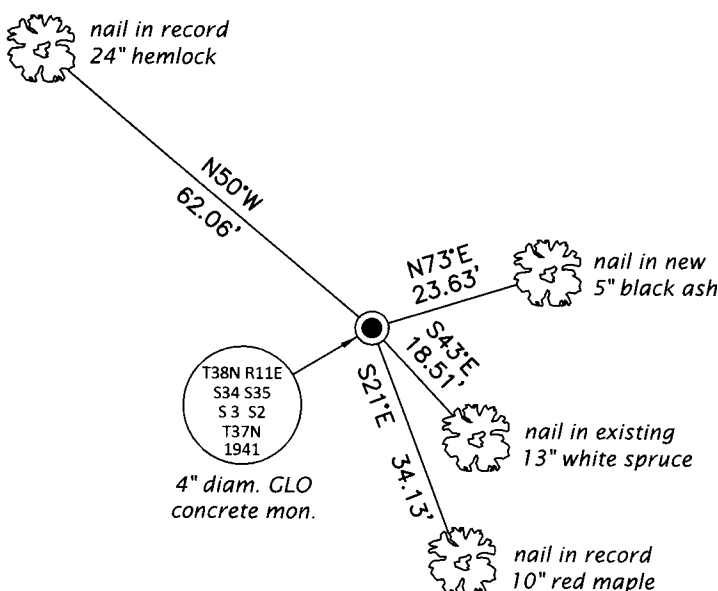 nail in record
24" hemlock
N50°W
62.06'
N73°E
23.63'
nail in new
5" black ash
S43°E
18.51'
S21°E 34.13'
T38N R11E
S34 S35
S 3 S2
T37N
1941
nail in existing
13" white spruce
4" diam. GLO
concrete mon.
nail in record
10" red maple